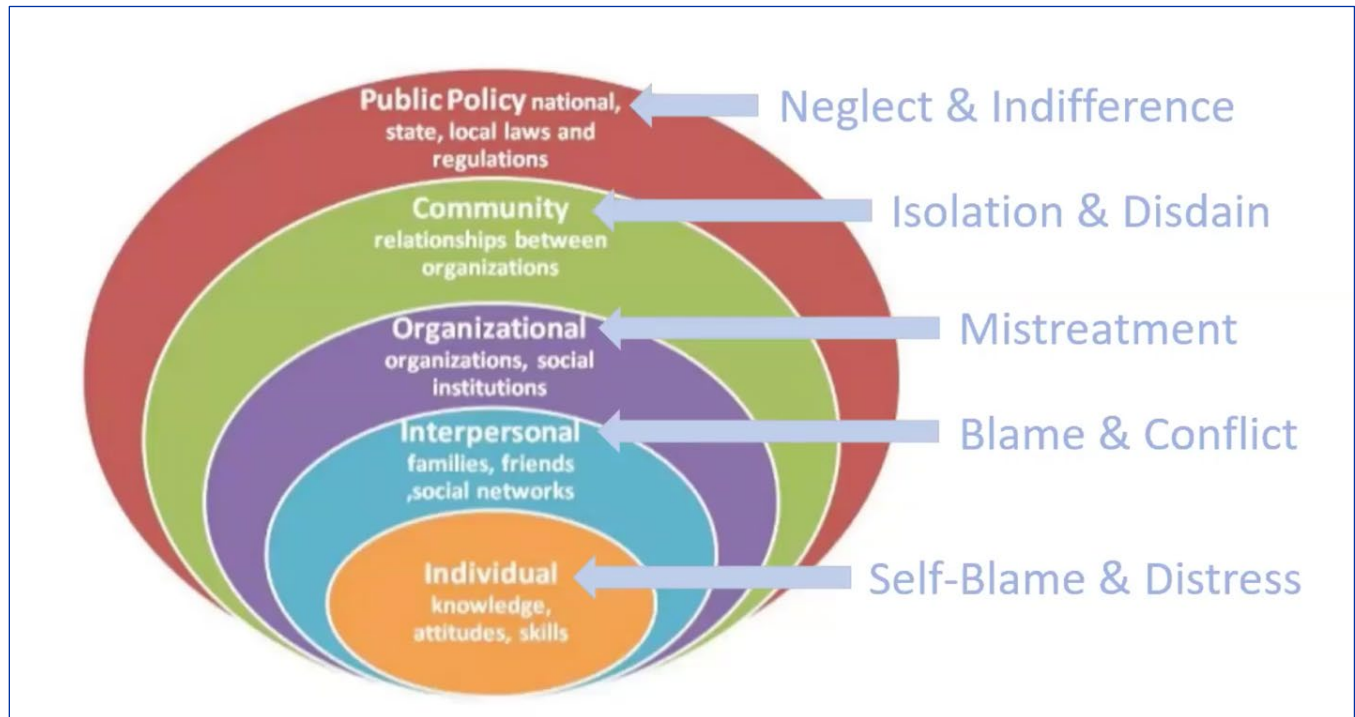 Public Policy national,
state, local laws and
regulations
Neglect & Indifference
Community
relationships between
organizations
Isolation & Disdain
Organizational
organizations, social
institutions
Mistreatment
Interpersonal
families, friends
,social networks
Blame & Conflict
Individual
knowledge,
attitudes, skills
Self-Blame & Distress